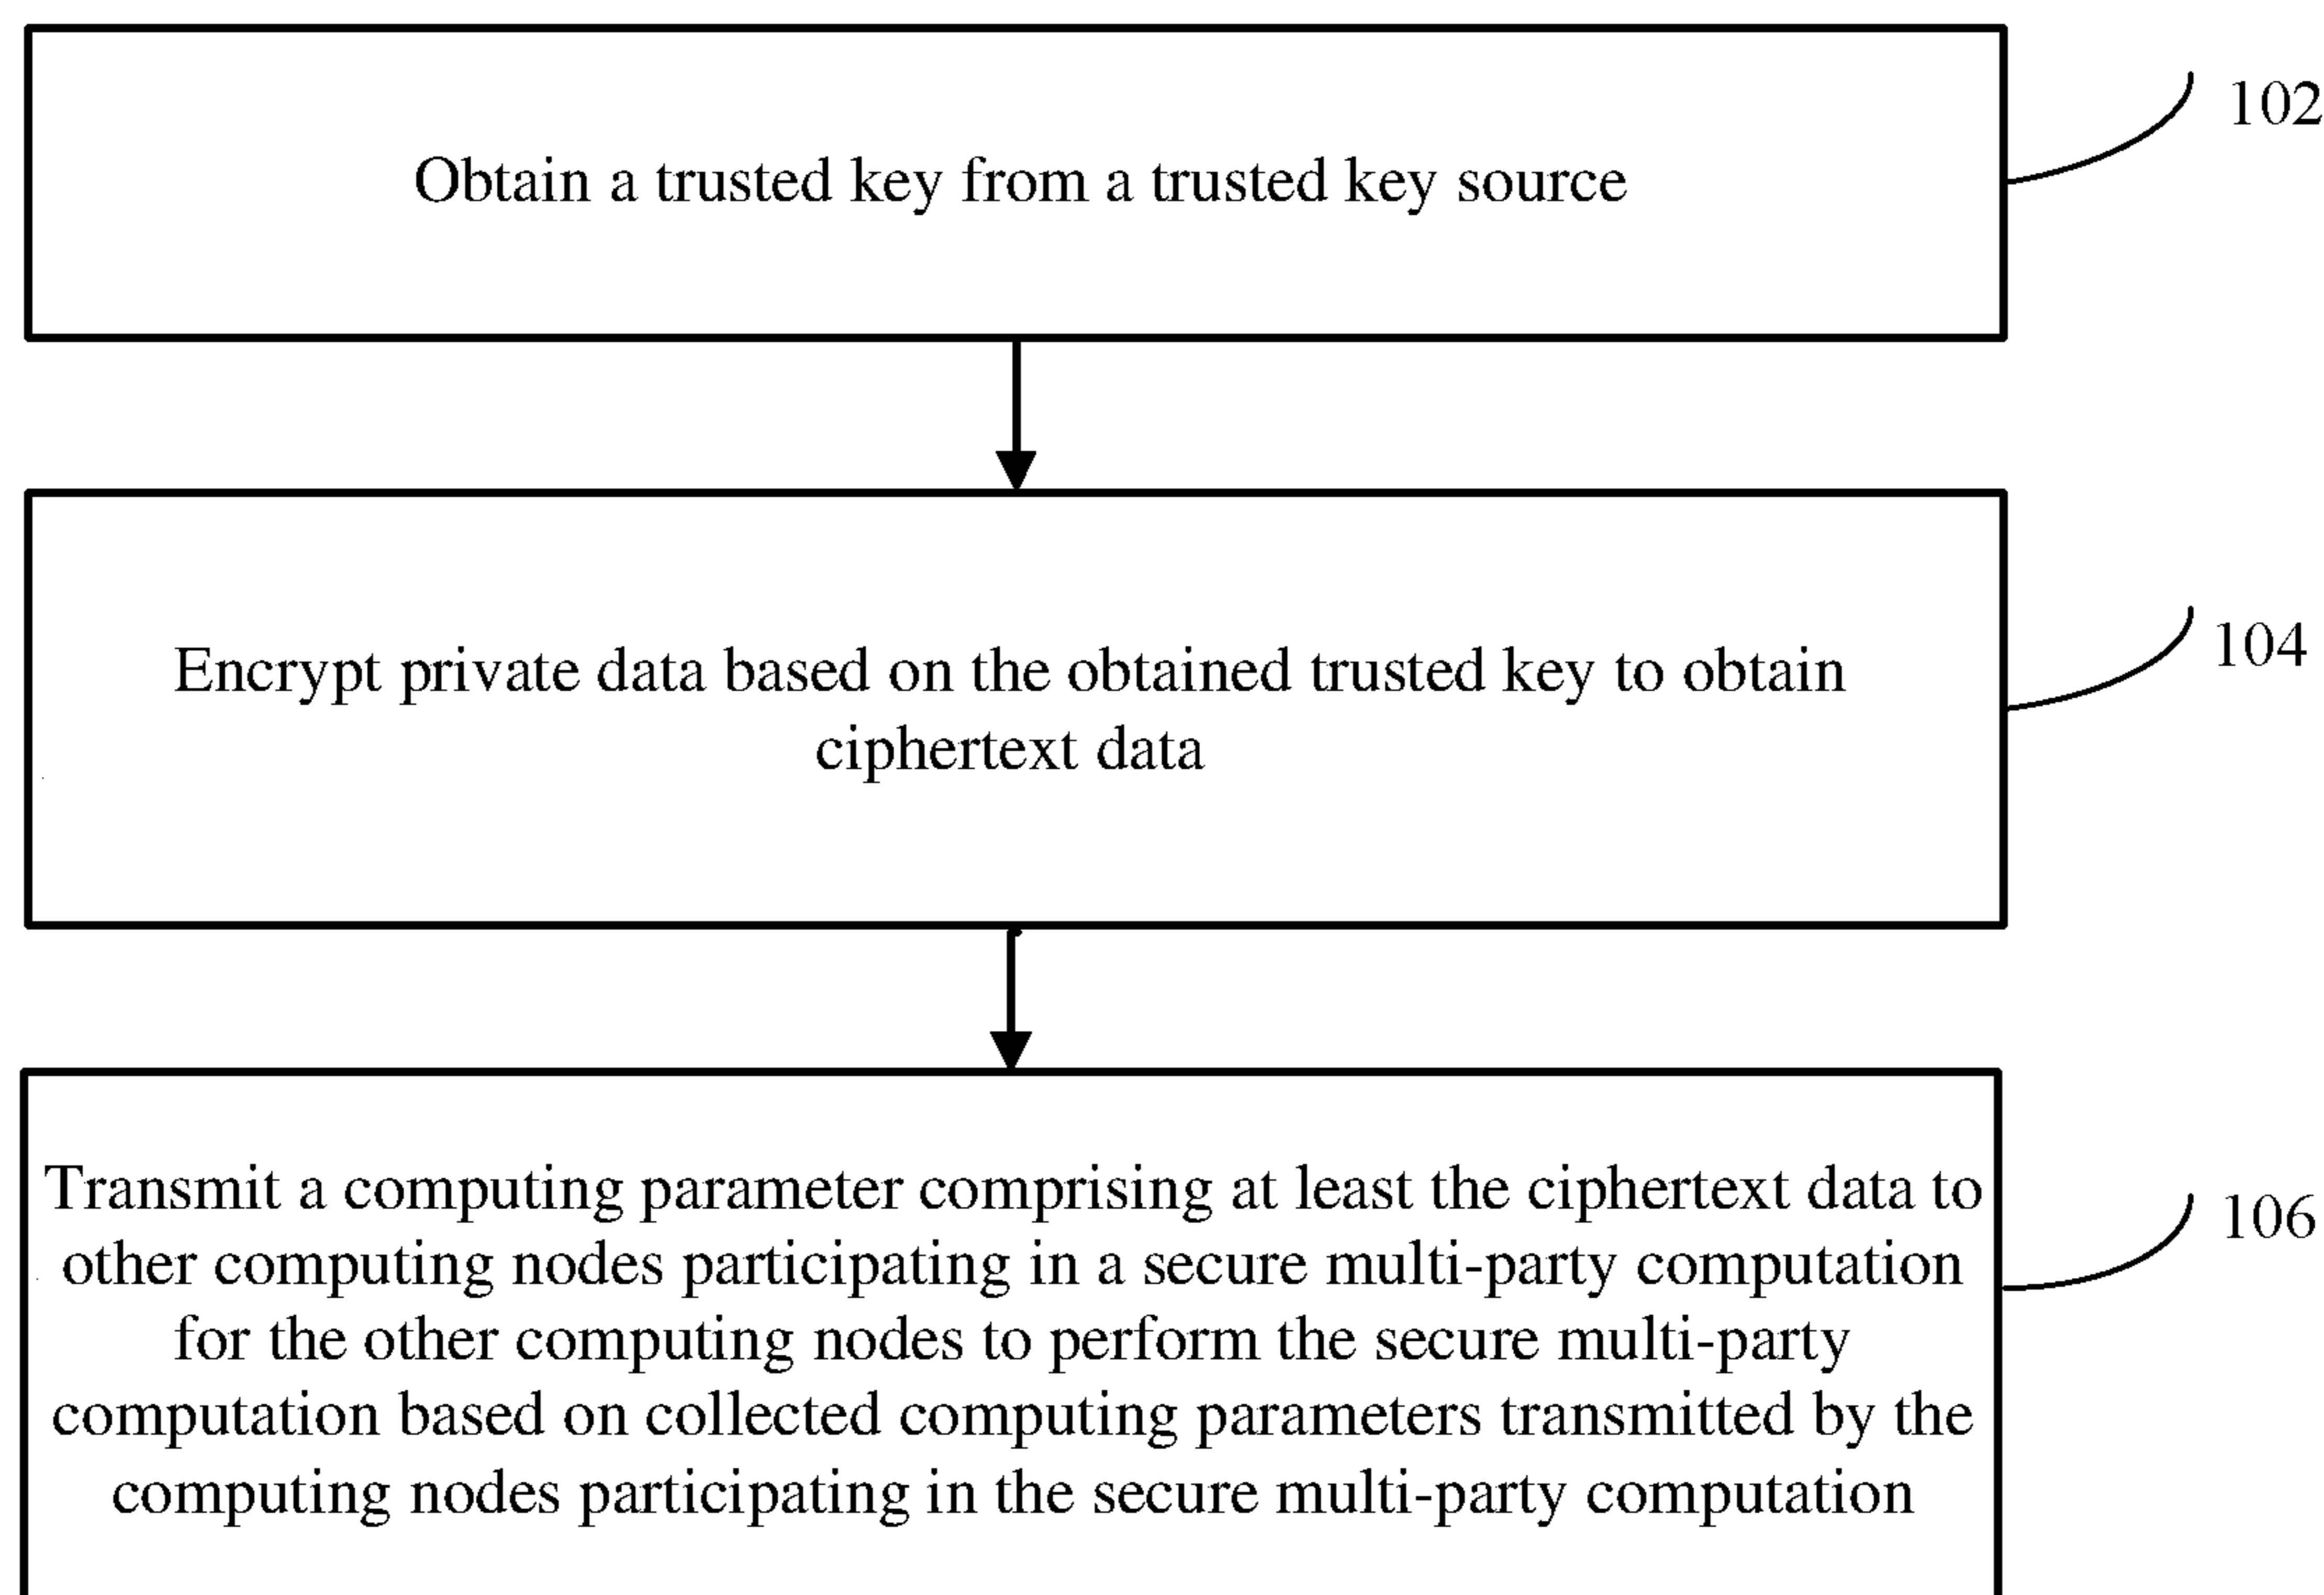 Obtain a trusted key from a trusted key source
102
Encrypt private data based on the obtained trusted key to obtain
ciphertext data
104
Transmit a computing parameter comprising at least the ciphertext data to
other computing nodes participating in a secure multi-party computation
for the other computing nodes to perform the secure multi-party
computation based on collected computing parameters transmitted by the
computing nodes participating in the secure multi-party computation
106